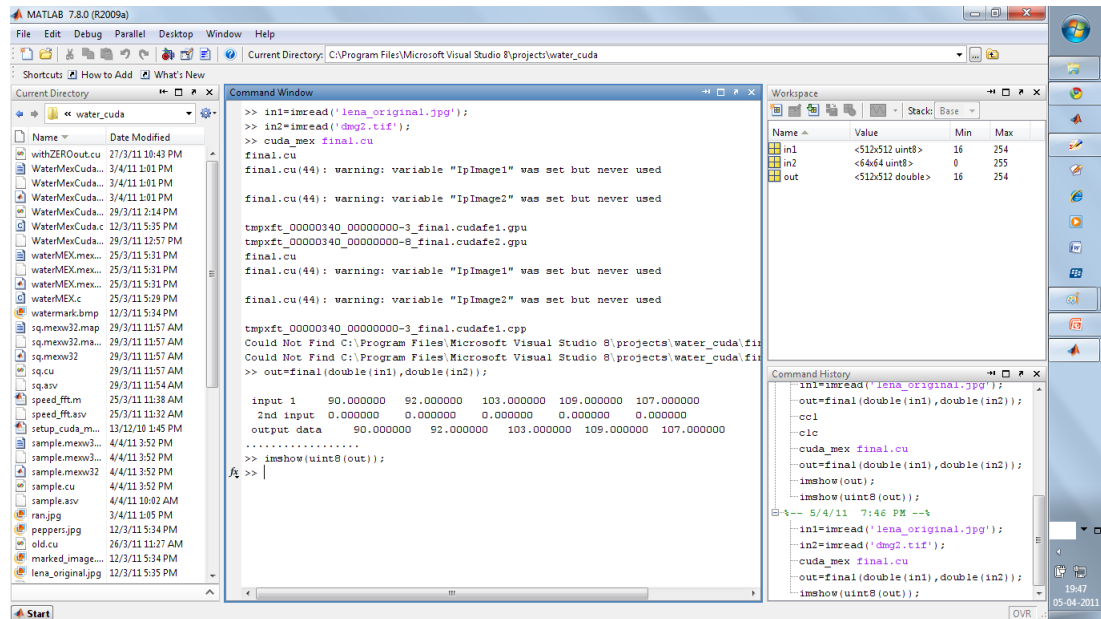 MATLAB 7.8.0 (R2009a)
File Edit Debug Parallel Desktop Window Help
Current Directory: C:\Program Files\Microsoft Visual Studio 8\projects\water_cuda
Shortcuts How to Add What's New
Current Directory
« water_cuda
Name Date Modified
withZEROout.cu 27/3/11 10:43 PM
WaterMexCuda... 3/4/11 1:01 PM
WaterMexCuda... 3/4/11 1:01 PM
WaterMexCuda... 3/4/11 1:01 PM
WaterMexCuda... 29/3/11 2:14 PM
WaterMexCuda.c 12/3/11 5:35 PM
WaterMexCuda... 29/3/11 12:57 PM
waterMEX.mex... 25/3/11 5:31 PM
waterMEX.mex... 25/3/11 5:31 PM
waterMEX.mex... 25/3/11 5:31 PM
waterMEX.c 25/3/11 5:29 PM
watermark.bmp 12/3/11 5:34 PM
sq.mexw32.map 29/3/11 11:57 AM
sq.mexw32.ma... 29/3/11 11:57 AM
sq.mexw32 29/3/11 11:57 AM
sq.cu 29/3/11 11:57 AM
sq.asv 29/3/11 11:54 AM
speed_fft.m 25/3/11 11:38 AM
speed_fft.asv 25/3/11 11:32 AM
setup_cuda_m... 13/12/10 1:45 PM
sample.mexw3... 4/4/11 3:52 PM
sample.mexw3... 4/4/11 3:52 PM
sample.mexw32 4/4/11 3:52 PM
sample.cu 4/4/11 3:52 PM
sample.asv 4/4/11 10:02 AM
ran.jpg 3/4/11 1:05 PM
peppers.jpg 12/3/11 5:34 PM
old.cu 26/3/11 11:27 AM
marked_image.... 12/3/11 5:34 PM
lena_original.jpg 12/3/11 5:35 PM
Command Window
>> in1=imread('lena_original.jpg');
>> in2=imread('dmg2.tif');
>> cuda_mex final.cu
final.cu
final.cu(44): warning: variable "IpImage1" was set but never used
final.cu(44): warning: variable "IpImage2" was set but never used
tmpxft_00000340_00000000-3_final.cudafe1.gpu
tmpxft_00000340_00000000-8_final.cudafe2.gpu
final.cu
final.cu(44): warning: variable "IpImage1" was set but never used
final.cu(44): warning: variable "IpImage2" was set but never used
tmpxft_00000340_00000000-3_final.cudafe1.cpp
Could Not Find C:\Program Files\Microsoft Visual Studio 8\projects\water_cuda\fi
Could Not Find C:\Program Files\Microsoft Visual Studio 8\projects\water_cuda\fi
>> out=final(double(in1),double(in2));
input 1 90.000000 92.000000 103.000000 109.000000 107.000000
2nd input 0.000000 0.000000 0.000000 0.000000 0.000000
output data 90.000000 92.000000 103.000000 109.000000 107.000000
..................
>> imshow(uint8(out));
fx >>
Workspace
Stack: Base
Name Value Min Max
in1 <512x512 uint8> 16 254
in2 <64x64 uint8> 0 255
out <512x512 double> 16 254
Command History
in1=imread('lena_original.jpg');
out=final(double(in1),double(in2));
ccl
clc
cuda_mex final.cu
out=final(double(in1),double(in2));
imshow(out);
imshow(uint8(out));
%-- 5/4/11 7:46 PM --%
in1=imread('lena_original.jpg');
in2=imread('dmg2.tif');
cuda_mex final.cu
out=final(double(in1),double(in2));
imshow(uint8(out));
Start
OVR
19:47
05-04-2011